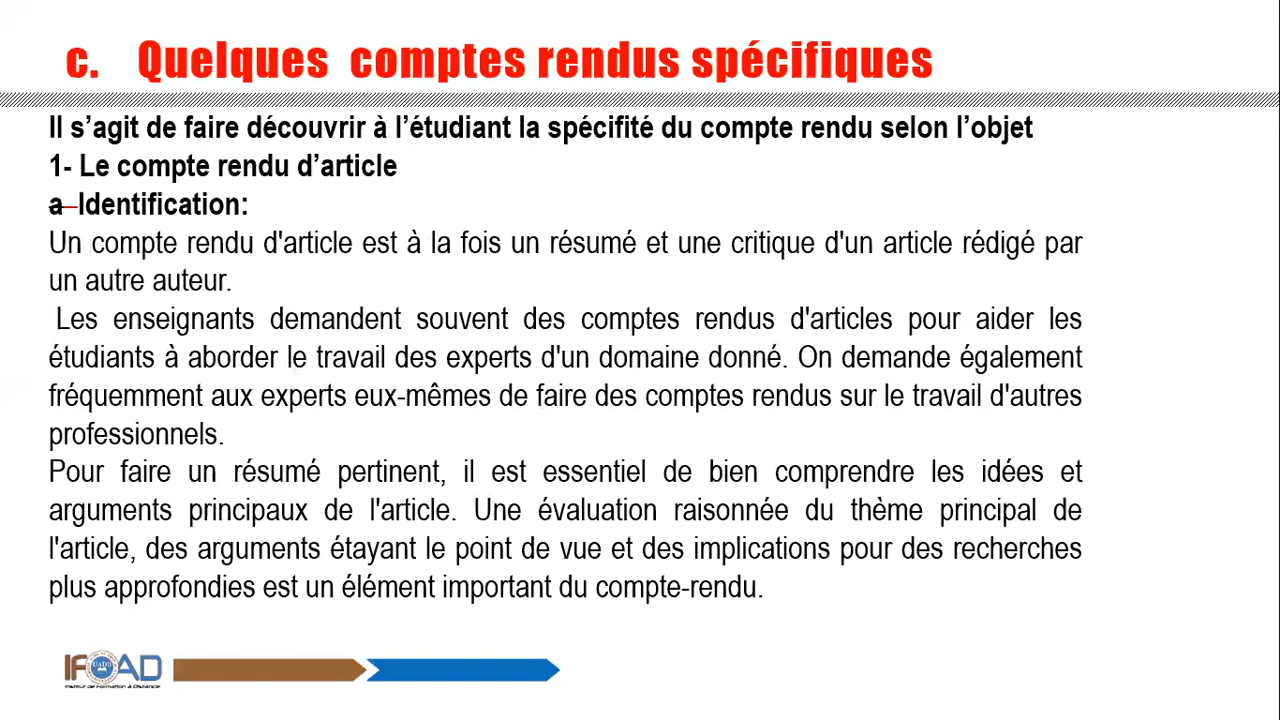 c. Quelques comptes rendus spécifiques
Il s’agit de faire découvrir à l’étudiant la spécifité du compte rendu selon l’objet
1- Le compte rendu d’article
a- Identification:
Un compte rendu d'article est à la fois un résumé et une critique d'un article rédigé par
un autre auteur.
Les enseignants demandent souvent des comptes rendus d'articles pour aider les
étudiants à aborder le travail des experts d'un domaine donné. On demande également
fréquemment aux experts eux-mêmes de faire des comptes rendus sur le travail d'autres
professionnels.
Pour faire un résumé pertinent, il est essentiel de bien comprendre les idées et
arguments principaux de l'article. Une évaluation raisonnée du thème principal de
l'article, des arguments étayant le point de vue et des implications pour des recherches
plus approfondies est un élément important du compte-rendu.
IFOAD
UADB
Institut de Formation à Distance